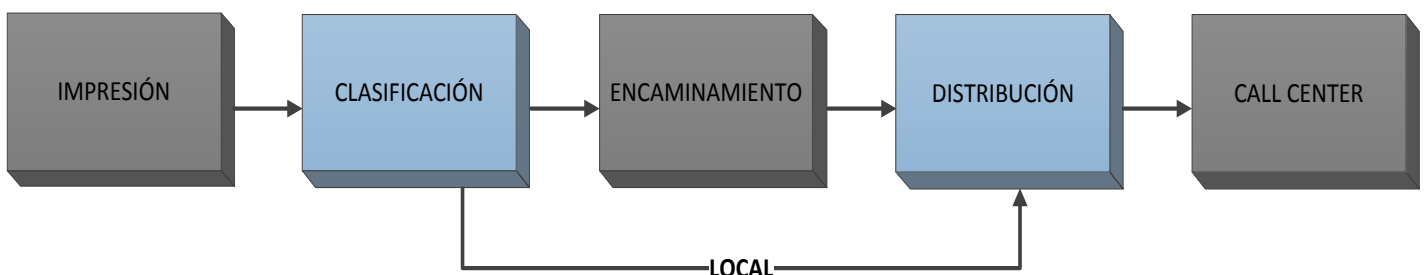 IMPRESIÓN
CLASIFICACIÓN
ENCAMINAMIENTO
DISTRIBUCIÓN
CALL CENTER
LOCAL